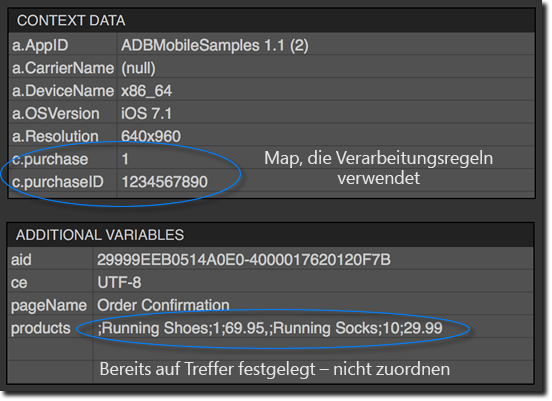 CONTEXT DATA
a.AppID ADBMobileSamples 1.1 (2)
a.CarrierName (null)
a.DeviceName x86_64
a.OSVersion iOS 7.1
a.Resolution 640x960
c.purchase 1
c.purchaseID 1234567890
Map, die Verarbeitungsregeln
verwendet
ADDITIONAL VARIABLES
aid 29999EEB0514A0E0-4000017620120F7B
ce UTF-8
pageName Order Confirmation
products ;Running Shoes;1;69.95,;Running Socks;10;29.99
Bereits auf Treffer festgelegt – nicht zuordnen